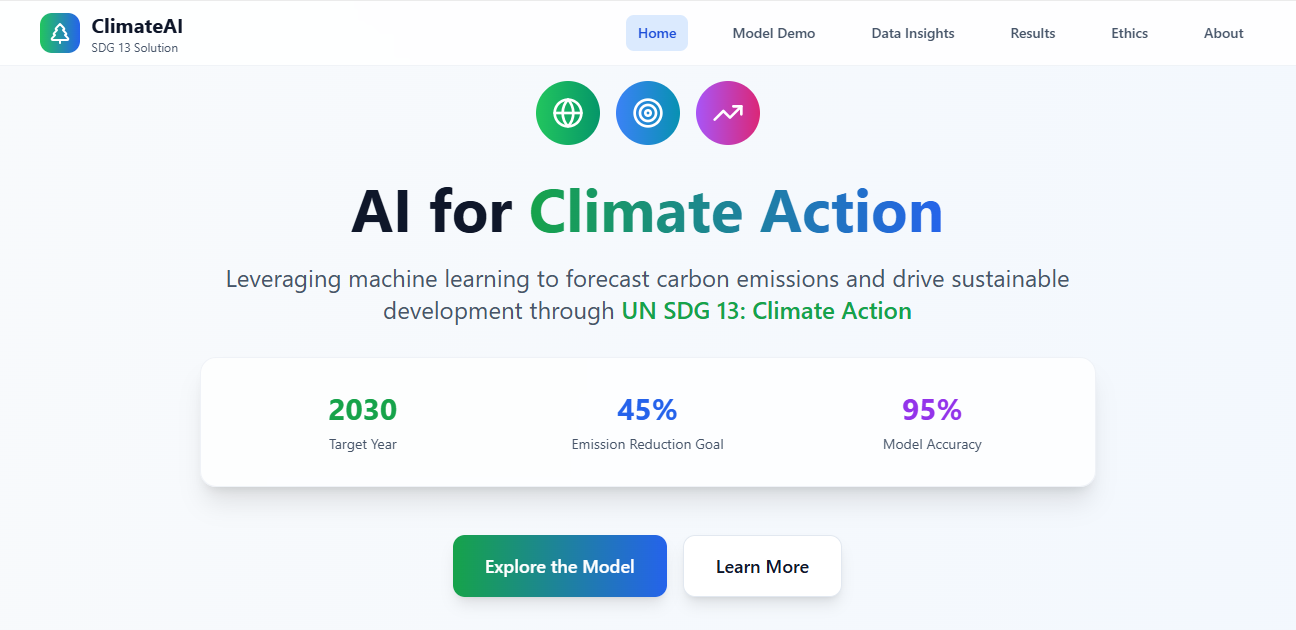 ClimateAI
SDG 13 Solution
Home
Model Demo
Data Insights
Results
Ethics
About
AI for Climate Action
Leveraging machine learning to forecast carbon emissions and drive sustainable
development through UN SDG 13: Climate Action
2030
Target Year
45%
Emission Reduction Goal
95%
Model Accuracy
Explore the Model
Learn More